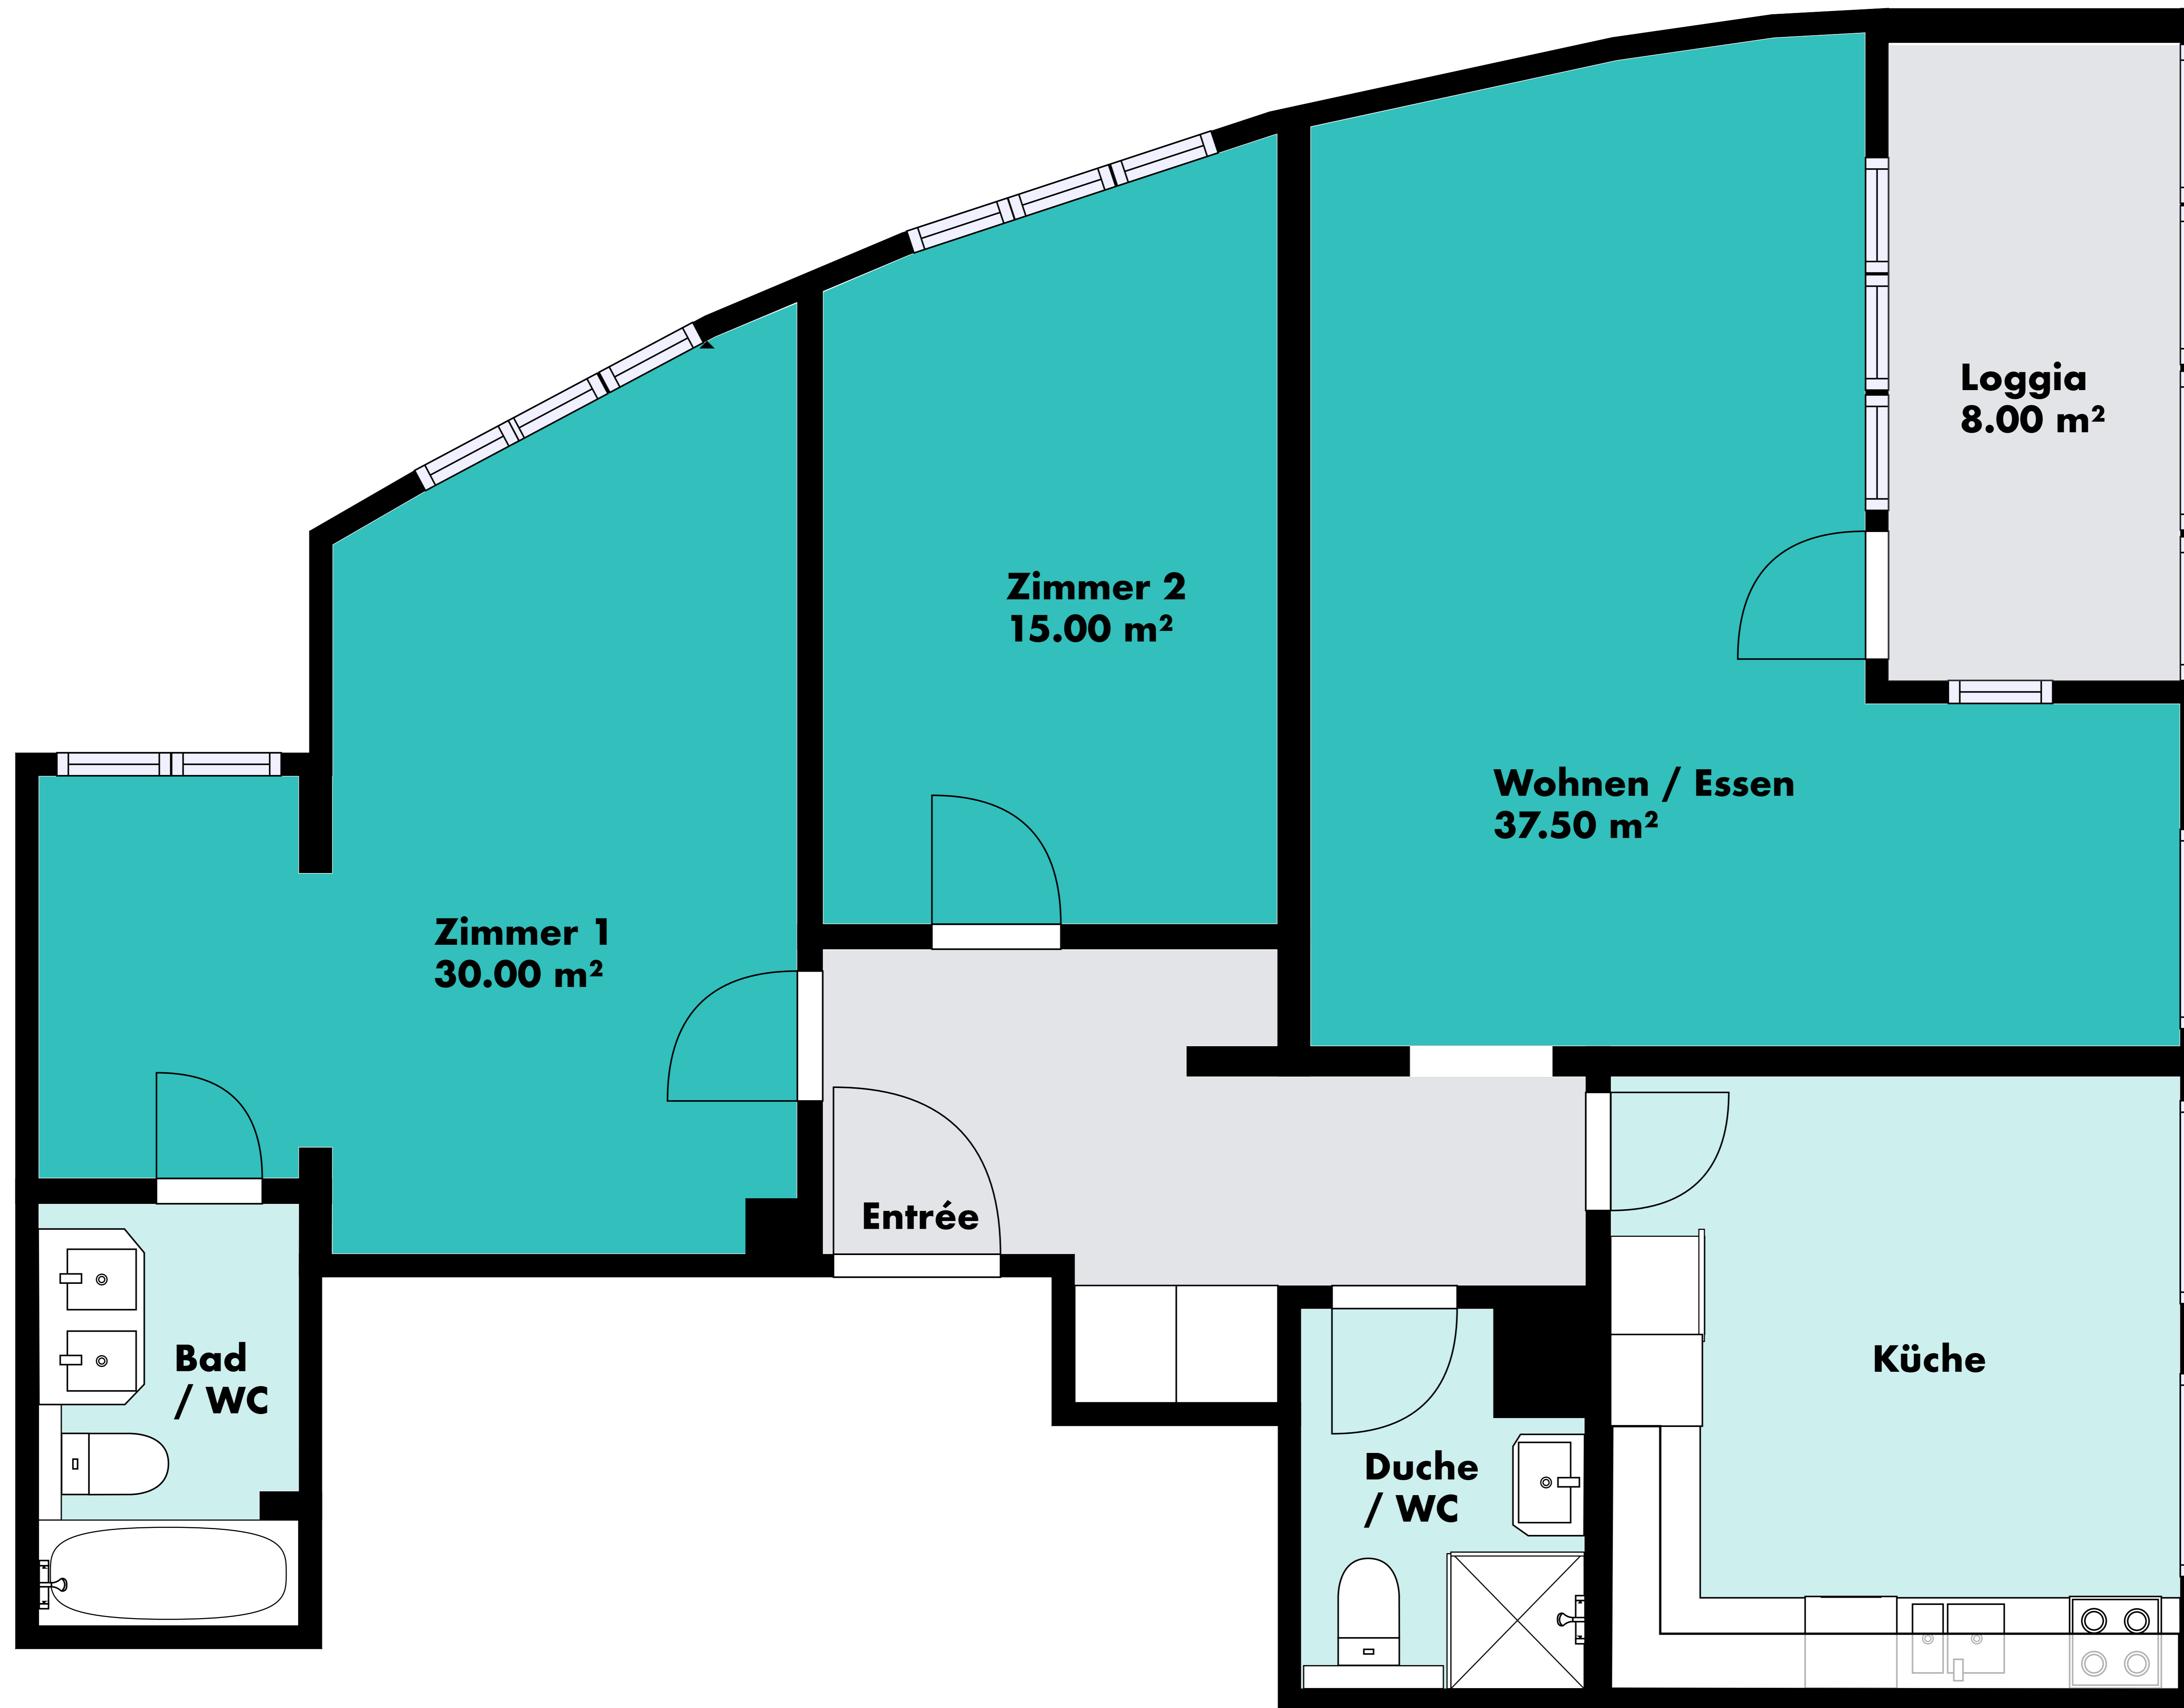 Loggia
8.00 m²
Zimmer 2
15.00 m²
Wohnen / Essen
37.50 m²
Zimmer 1
30.00 m²
Entrée
Bad
/ WC
Küche
Duche
/ WC